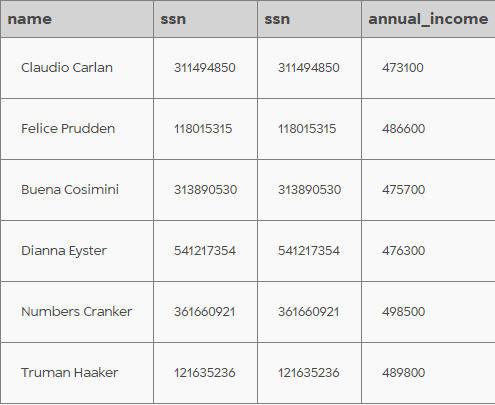 name ssn ssn annual_income
Claudio Carlan 311494850 311494850 473100
Felice Prudden 118015315 118015315 486600
Buena Cosimini 313890530 313890530 475700
Dianna Eyster 541217354 541217354 476300
Numbers Cranker 361660921 361660921 498500
Truman Haaker 121635236 121635236 489800